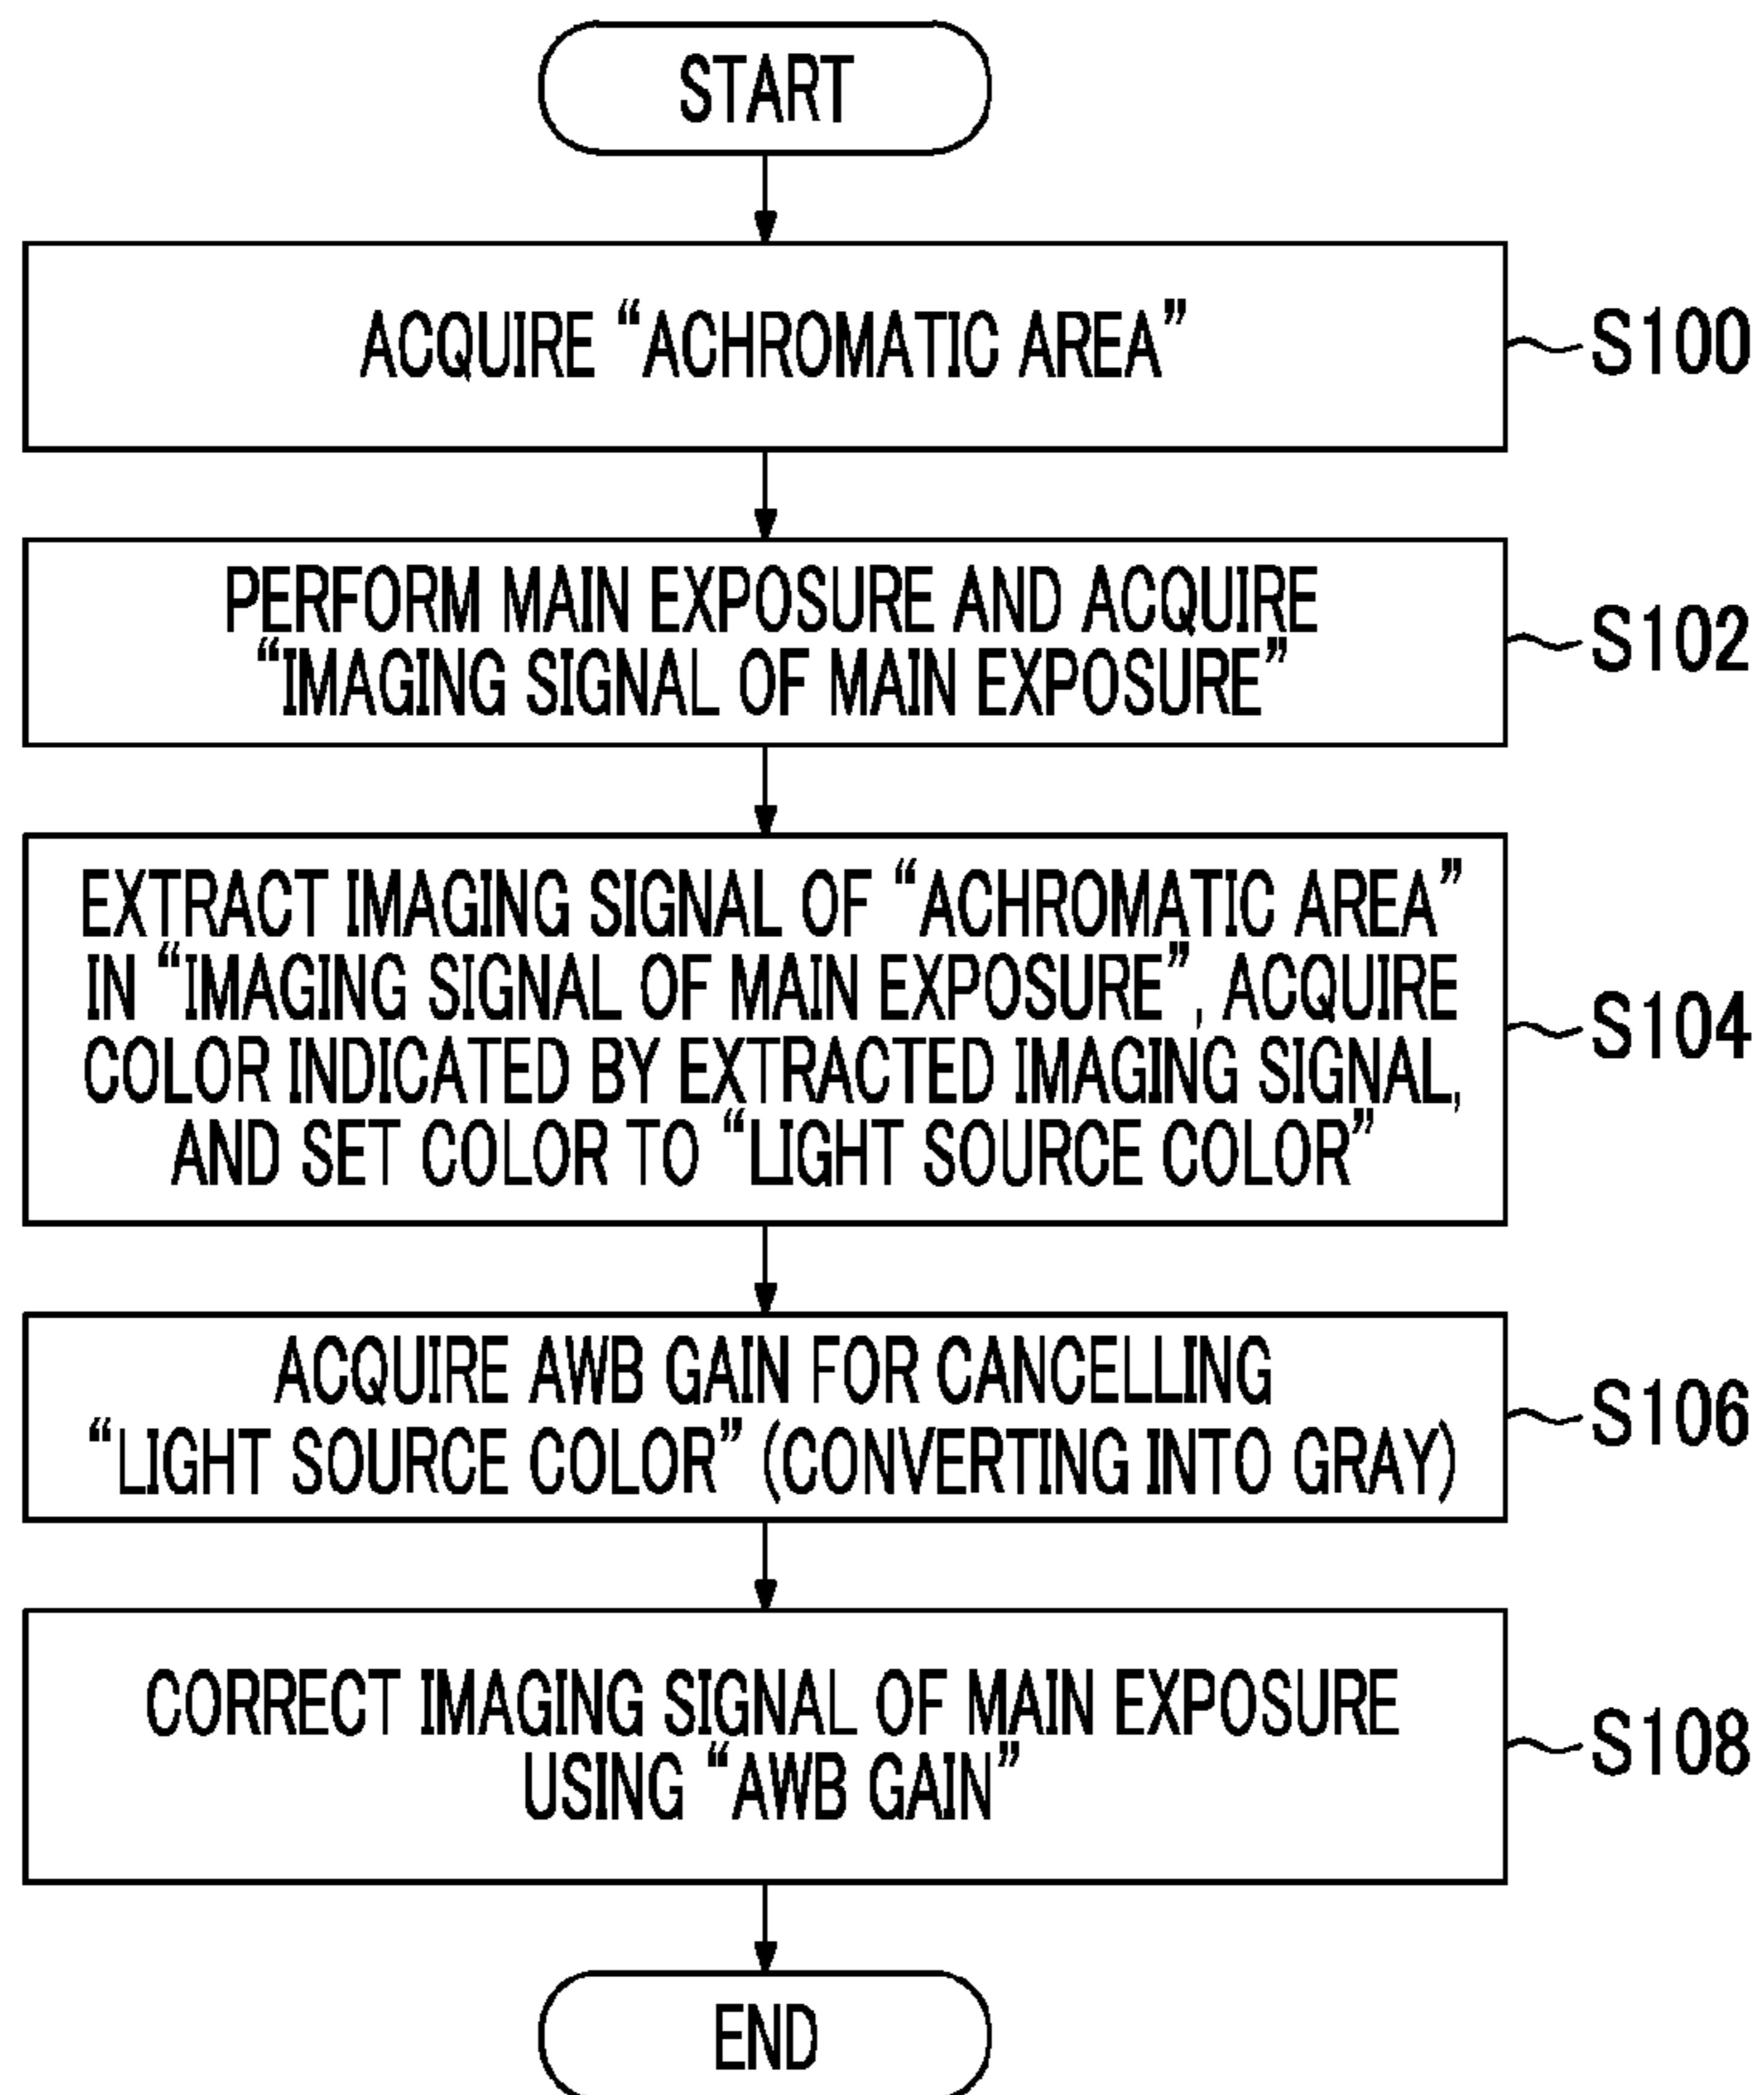 START
ACQUIRE “ACHROMATIC AREA”
S100
PERFORM MAIN EXPOSURE AND ACQUIRE
“IMAGING SIGNAL OF MAIN EXPOSURE”
S102
EXTRACT IMAGING SIGNAL OF “ACHROMATIC AREA”
IN “IMAGING SIGNAL OF MAIN EXPOSURE”, ACQUIRE
COLOR INDICATED BY EXTRACTED IMAGING SIGNAL,
AND SET COLOR TO “LIGHT SOURCE COLOR”
S104
ACQUIRE AWB GAIN FOR CANCELLING
“LIGHT SOURCE COLOR” (CONVERTING INTO GRAY)
S106
CORRECT IMAGING SIGNAL OF MAIN EXPOSURE
USING “AWB GAIN”
S108
END